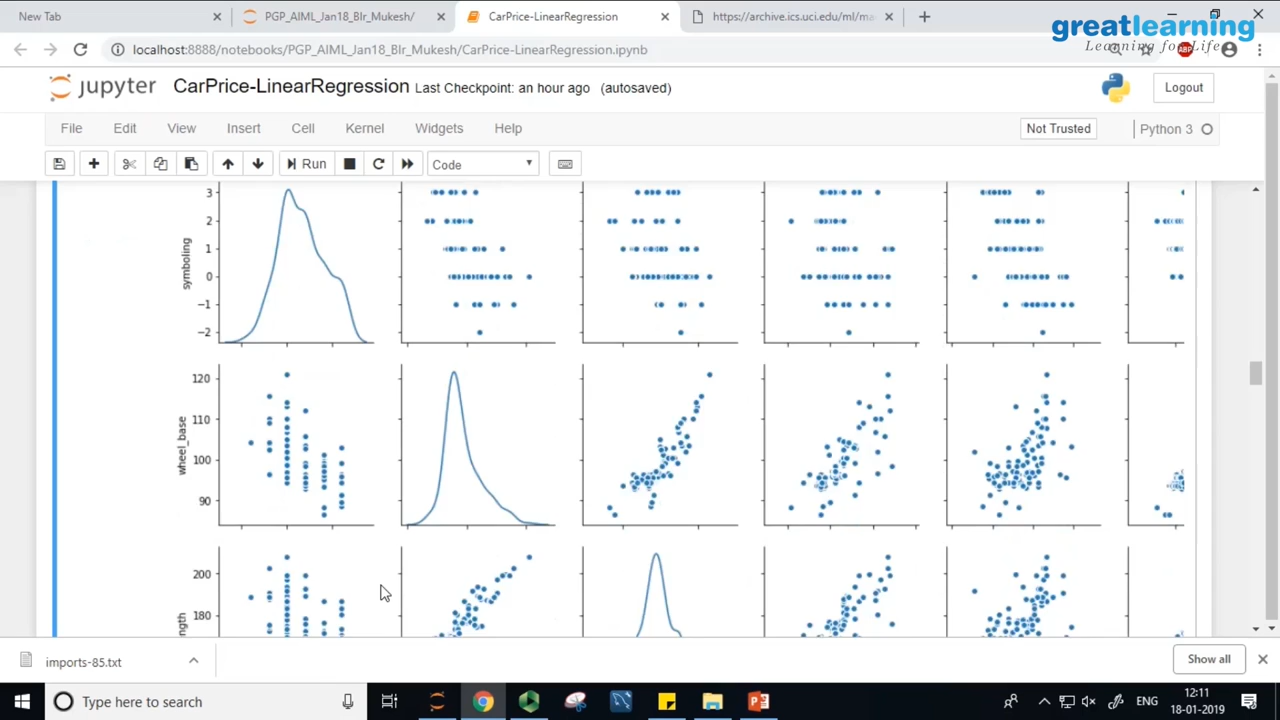 New Tab
PGP_AIML_Jan18_Blr_Mukesh/
CarPrice-LinearRegression
https://archive.ics.uci.edu/ml/ma
greatlearning
Learning for Life
localhost:8888/notebooks/PGP_AIML_Jan18_Blr_Mukesh/CarPrice-LinearRegression.ipynb
ABP
jupyter CarPrice-LinearRegression Last Checkpoint: an hour ago (autosaved)
Logout
File Edit View Insert Cell Kernel Widgets Help
Not Trusted
Python 3
Run
Code
symboling
3
2
1
0
−1
−2
wheel_base
120
110
100
90
200
180
imports-85.txt
Show all
Type here to search
ENG
12:11
18-01-2019